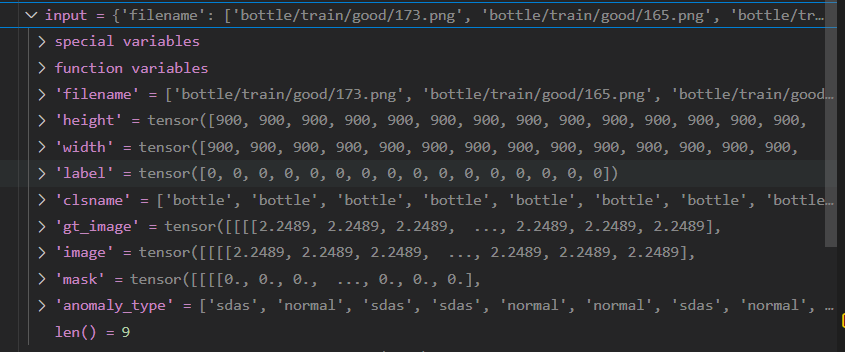 input = {'filename': ['bottle/train/good/173.png', 'bottle/train/good/165.png', 'bottle/tr...
special variables
function variables
'filename' = ['bottle/train/good/173.png', 'bottle/train/good/165.png', 'bottle/train/good...
'height' = tensor([900, 900, 900, 900, 900, 900, 900, 900, 900, 900, 900, 900, 900, 900,
'width' = tensor([900, 900, 900, 900, 900, 900, 900, 900, 900, 900, 900, 900, 900, 900,
'label' = tensor([0, 0, 0, 0, 0, 0, 0, 0, 0, 0, 0, 0, 0, 0, 0, 0])
'clsname' = ['bottle', 'bottle', 'bottle', 'bottle', 'bottle', 'bottle', 'bottle', 'bottle...
'gt_image' = tensor([[[[2.2489, 2.2489, 2.2489,  ..., 2.2489, 2.2489, 2.2489],
'image' = tensor([[[[2.2489, 2.2489, 2.2489,  ..., 2.2489, 2.2489, 2.2489],
'mask' = tensor([[[[0., 0., 0.,  ..., 0., 0., 0.],
'anomaly_type' = ['sdas', 'normal', 'sdas', 'sdas', 'normal', 'normal', 'sdas', 'normal', ...
len() = 9